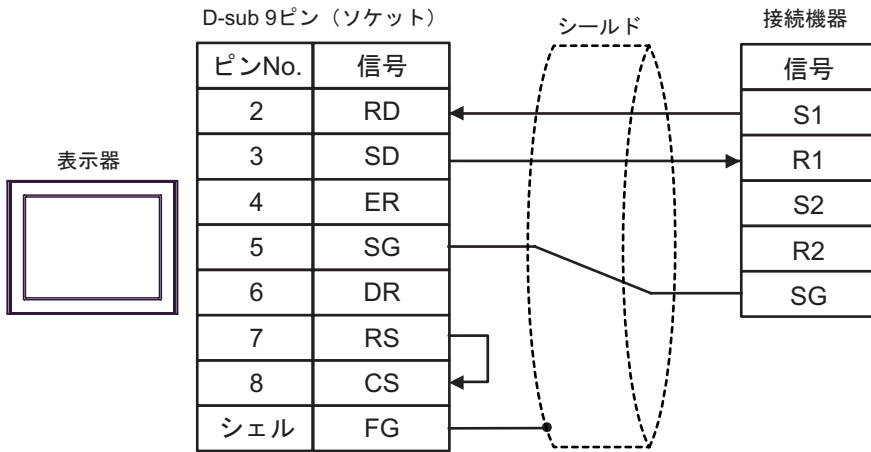 D-sub 9ピン（ソケット）
シールド
接続機器
ピンNo. 信号
信号
2 RD
S1
3 SD
R1
表示器
4 ER
S2
5 SG
R2
6 DR
SG
7 RS
8 CS
シェル FG